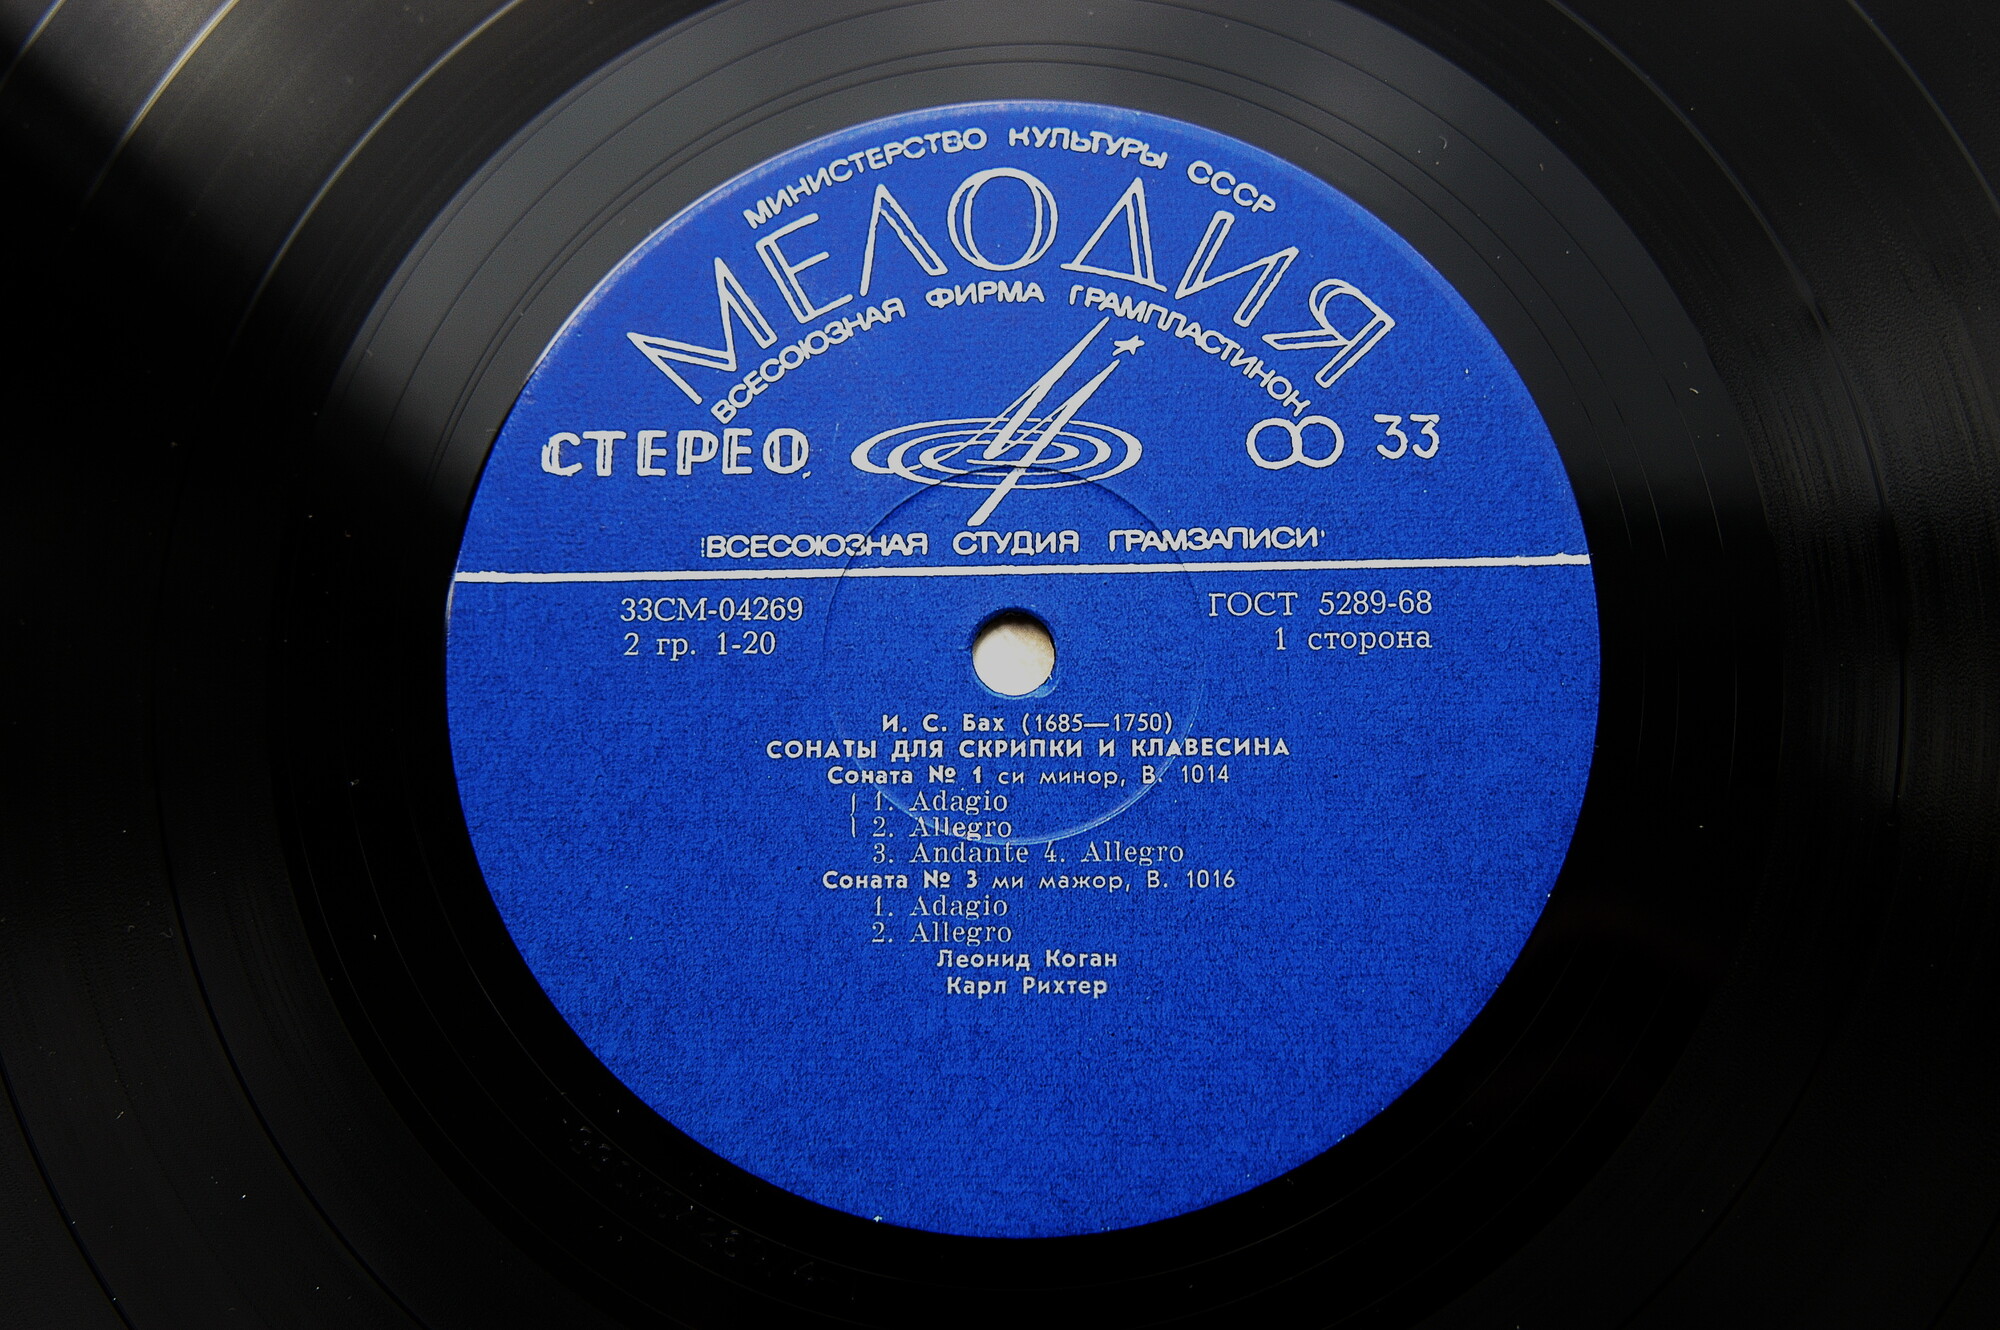 МИНИСТЕРСТВО КУЛЬТУРЫ СССР
МЕЛОДИЯ
ВСЕСОЮЗНАЯ ФИРМА ГРАМПЛАСТИНОК
СТЕРЕО
33
ВСЕСОЮЗНАЯ СТУДИЯ ГРАМЗАПИСИ
33СМ-04269
ГОСТ 5289-68
2 гр. 1-20
1 сторона
И. С. Бах (1685—1750)
СОНАТЫ ДЛЯ СКРИПКИ И КЛАВЕСИНА
Соната № 1 си минор, В. 1014
1. Adagio
2. Allegro
3. Andante 4. Allegro
Соната № 3 ми мажор, В. 1016
1. Adagio
2. Allegro
Леонид Коган
Карл Рихтер